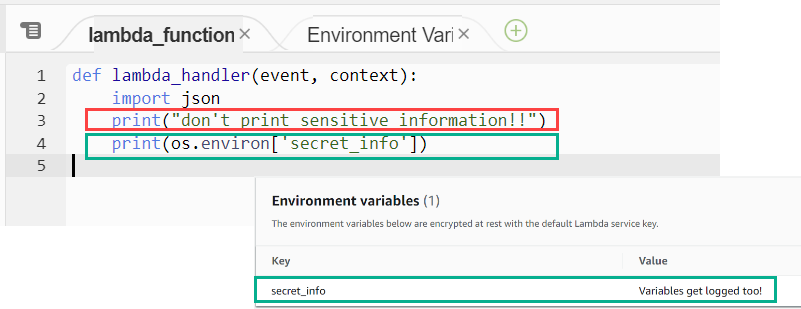 lambda_function × Environment Vari ×
1 def lambda_handler(event, context):
2 import json
3 print("don't print sensitive information!!")
4 print(os.environ['secret_info'])
5
Environment variables (1)
The environment variables below are encrypted at rest with the default Lambda service key.
Key Value
secret_info Variables get logged too!